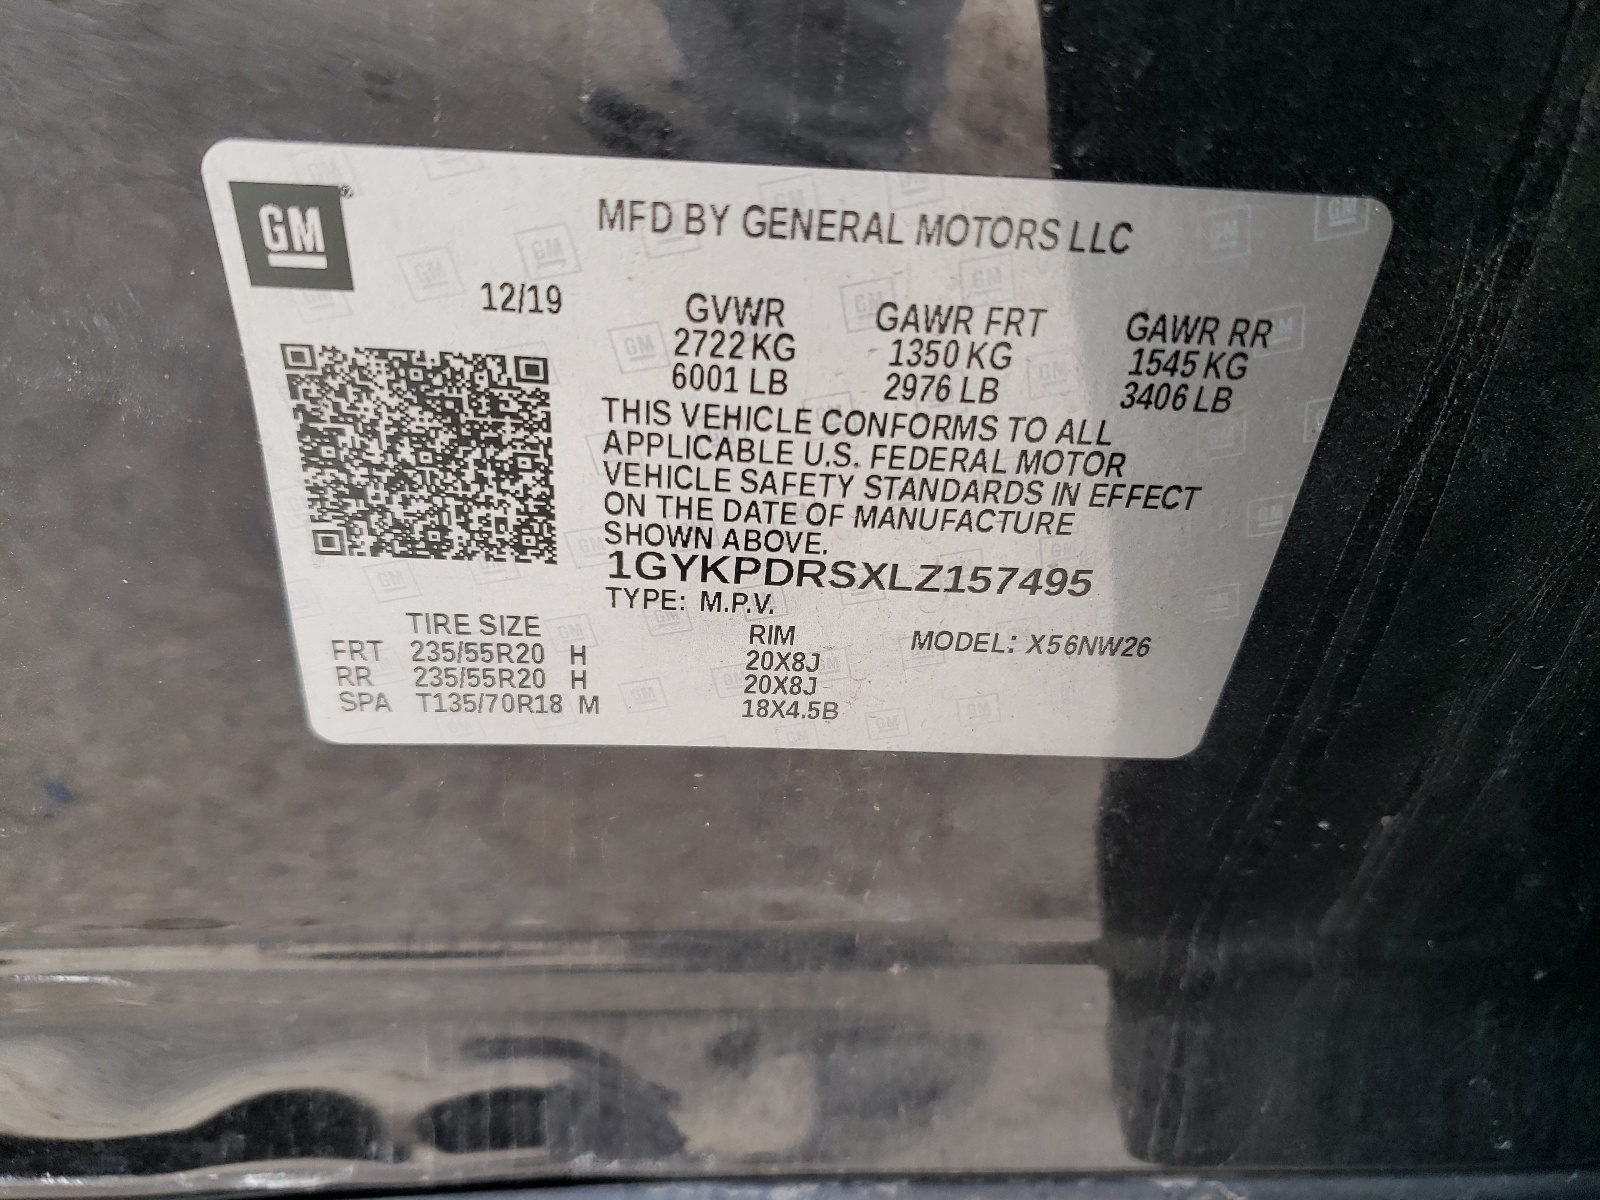 GM
MFD BY GENERAL MOTORS LLC
12/19
GVWR GAWR FRT GAWR RR
2722 KG 1350 KG 1545 KG
6001 LB 2976 LB 3406 LB
THIS VEHICLE CONFORMS TO ALL
APPLICABLE U.S. FEDERAL MOTOR
VEHICLE SAFETY STANDARDS IN EFFECT
ON THE DATE OF MANUFACTURE
SHOWN ABOVE.
1GYKPDRSXLZ157495
TYPE: M.P.V.
TIRE SIZE RIM MODEL: X56NW26
FRT 235/55R20 H 20X8J
RR 235/55R20 H 20X8J
SPA T135/70R18 M 18X4.5B